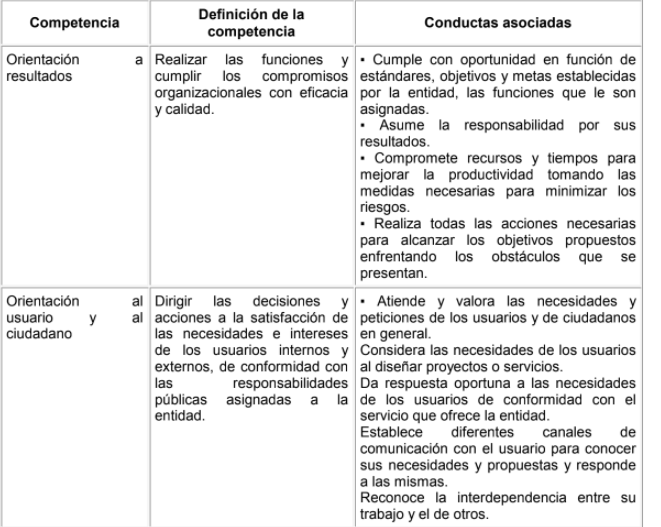 Competencia
Definición de la
competencia
Conductas asociadas
Orientación a
resultados
Realizar las funciones y
cumplir los compromisos
organizacionales con eficacia
y calidad.
▪ Cumple con oportunidad en función de
estándares, objetivos y metas establecidas
por la entidad, las funciones que le son
asignadas.
▪ Asume la responsabilidad por sus
resultados.
▪ Compromete recursos y tiempos para
mejorar la productividad tomando las
medidas necesarias para minimizar los
riesgos.
▪ Realiza todas las acciones necesarias
para alcanzar los objetivos propuestos
enfrentando los obstáculos que se
presentan.
Orientación al
usuario y al
ciudadano
Dirigir las decisiones y
acciones a la satisfacción de
las necesidades e intereses
de los usuarios internos y
externos, de conformidad con
las responsabilidades
públicas asignadas a la
entidad.
▪ Atiende y valora las necesidades y
peticiones de los usuarios y de ciudadanos
en general.
Considera las necesidades de los usuarios
al diseñar proyectos o servicios.
Da respuesta oportuna a las necesidades
de los usuarios de conformidad con el
servicio que ofrece la entidad.
Establece diferentes canales de
comunicación con el usuario para conocer
sus necesidades y propuestas y responde
a las mismas.
Reconoce la interdependencia entre su
trabajo y el de otros.